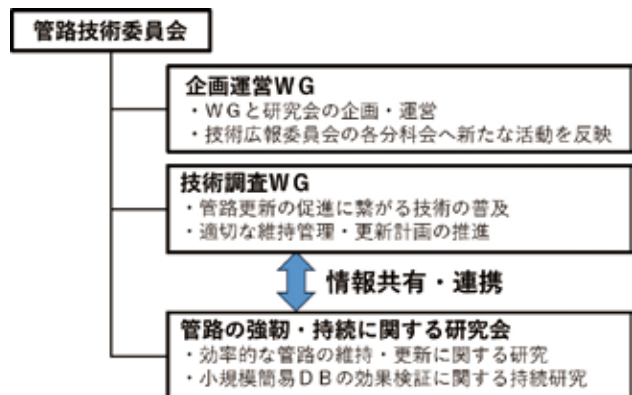 管路技術委員会
企画運営WG
・WGと研究会の企画・運営
・技術広報委員会の各分科会へ新たな活動を反映
技術調査WG
・管路更新の促進に繋がる技術の普及
・適切な維持管理・更新計画の推進
情報共有・連携
管路の強靭・持続に関する研究会
・効率的な管路の維持・更新に関する研究
・小規模簡易DBの効果検証に関する持続研究